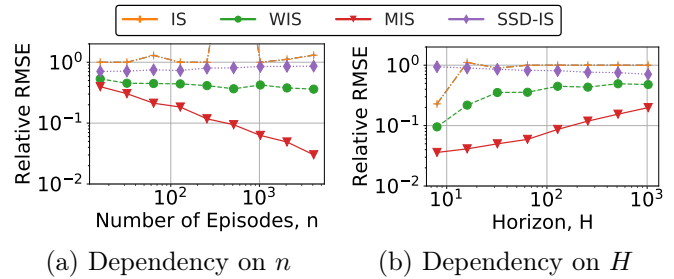 IS WIS MIS SSD-IS
Relative RMSE
10^0
10^-1
10^-2
10^2 10^3
Number of Episodes, n
Relative RMSE
10^0
10^-1
10^-2
10^1 10^2 10^3
Horizon, H
(a) Dependency on n
(b) Dependency on H